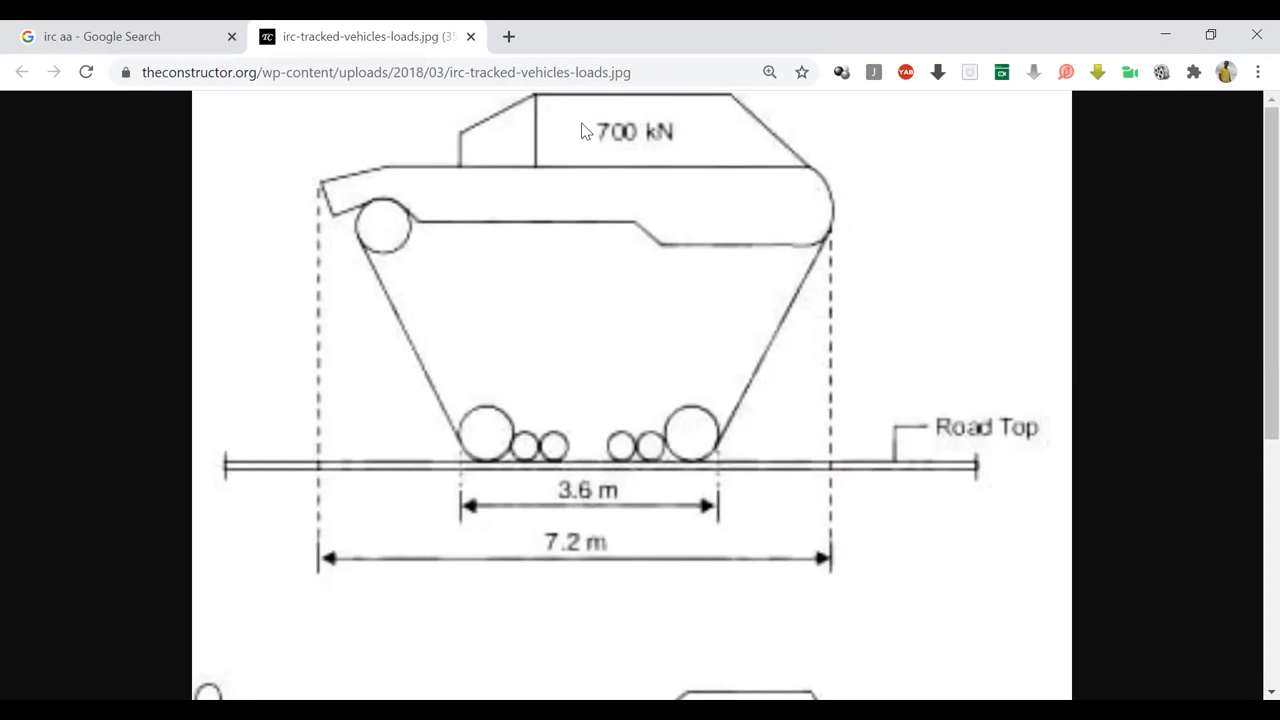 irc aa - Google Search
irc-tracked-vehicles-loads.jpg (35
theconstructor.org/wp-content/uploads/2018/03/irc-tracked-vehicles-loads.jpg
700 kN
Road Top
3.6 m
7.2 m